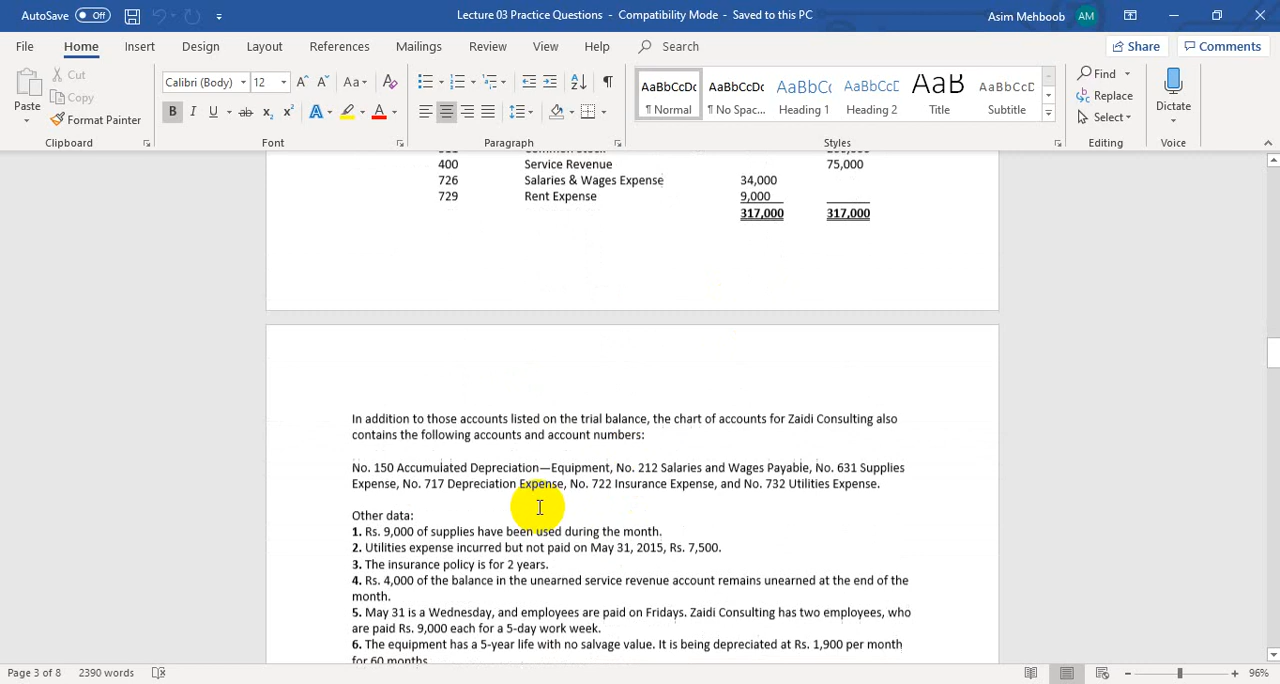 AutoSave Off Lecture 03 Practice Questions - Compatibility Mode - Saved to this PC Asim Mehboob AM
File Home Insert Design Layout References Mailings Review View Help Search Share Comments
Paste Cut Copy Format Painter Clipboard
Calibri (Body) 12 Aa Font
B I U ab x₂ x² A A
Paragraph
AaBbCcDc AaBbCcDc AaBbCc AaBbCcD AaB AaBbCcD
¶ Normal ¶ No Spac... Heading 1 Heading 2 Title Subtitle
Styles
Find Replace Select Editing
Dictate Voice
400 Service Revenue 75,000
726 Salaries & Wages Expense 34,000
729 Rent Expense 9,000
317,000 317,000
In addition to those accounts listed on the trial balance, the chart of accounts for Zaidi Consulting also
contains the following accounts and account numbers:
No. 150 Accumulated Depreciation—Equipment, No. 212 Salaries and Wages Payable, No. 631 Supplies
Expense, No. 717 Depreciation Expense, No. 722 Insurance Expense, and No. 732 Utilities Expense.
Other data:
1. Rs. 9,000 of supplies have been used during the month.
2. Utilities expense incurred but not paid on May 31, 2015, Rs. 7,500.
3. The insurance policy is for 2 years.
4. Rs. 4,000 of the balance in the unearned service revenue account remains unearned at the end of the
month.
5. May 31 is a Wednesday, and employees are paid on Fridays. Zaidi Consulting has two employees, who
are paid Rs. 9,000 each for a 5-day work week.
6. The equipment has a 5-year life with no salvage value. It is being depreciated at Rs. 1,900 per month
for 60 months.
Page 3 of 8 2390 words 96%